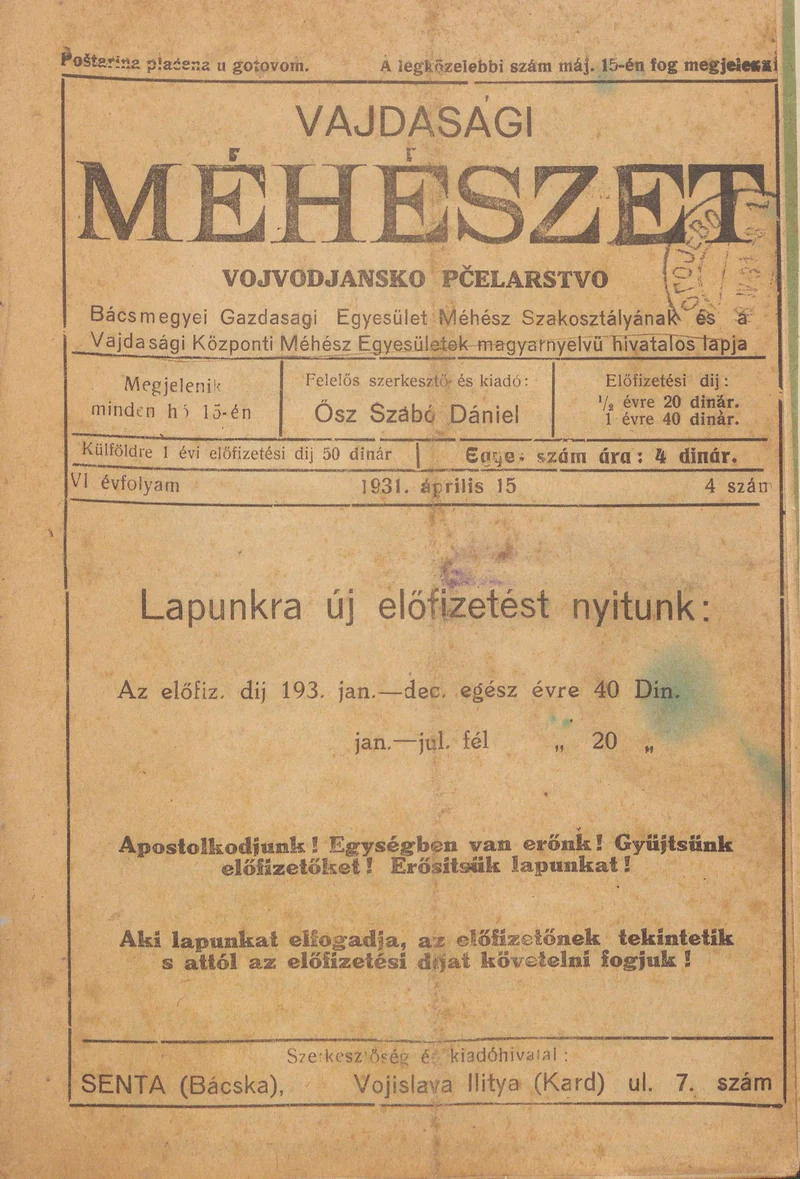 Poštarina plaćena u gotovom. A legközelebbi szám máj. 15-én fog megjelenni
VAJDASÁGI
MÉHÉSZET
VOJVODJANSKO PČELARSTVO
Bácsmegyei Gazdasagi Egyesület Méhész Szakosztályának és a
Vajdasági Központi Méhész Egyesületek magyarnyelvü hivatalos lapja
Megjelenik
minden hó 15-én
Felelős szerkesztő és kiadó:
Ősz Szabó Dániel
Előfizetési dij:
½ évre 20 dinár.
1 évre 40 dinár.
Külföldre 1 évi előfizetési dij 50 dinár | Egyes szám ára: 4 dinár.
VI évfolyam 1931. április 15 4 szám
Lapunkra új előfizetést nyitunk:
Az előfiz. dij 193. jan.—dec. egész évre 40 Din.
jan.—jul. fél „ 20 „
Apostolkodjunk! Egységben van erőnk! Gyüjtsünk
előfizetőket! Erősitsük lapunkat!
Aki lapunkat elfogadja, az előfizetőnek tekintetik
s attól az előfizetési dijat követelni fogjuk!
Szerkesztőség és kiadóhivatal:
SENTA (Bácska), Vojislava Ilitya (Kard) ul. 7. szám